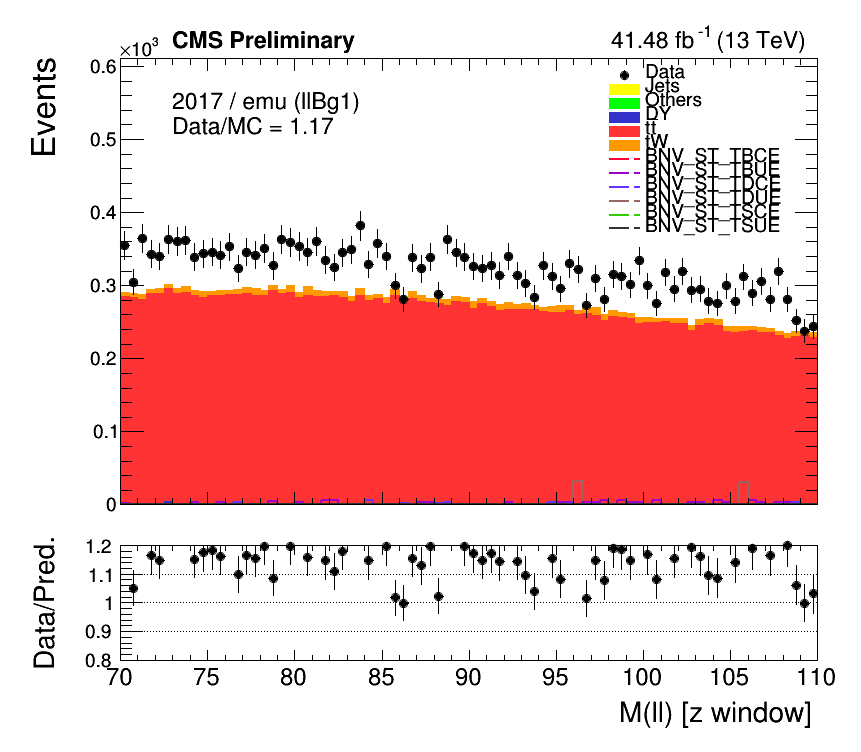 ×10³ CMS Preliminary 41.48 fb⁻¹ (13 TeV)
Events
0.6
0.5
0.4
0.3
0.2
0.1
0
2017 / emu (llBg1)
Data/MC = 1.17
Data
Jets
Others
DY
tt
tW
BNV_ST_TBCE
BNV_ST_TBUE
BNV_ST_TDCE
BNV_ST_TDUE
BNV_ST_TSCE
BNV_ST_TSUE
Data/Pred.
1.2
1.1
1
0.9
0.8
70 75 80 85 90 95 100 105 110
M(ll) [z window]